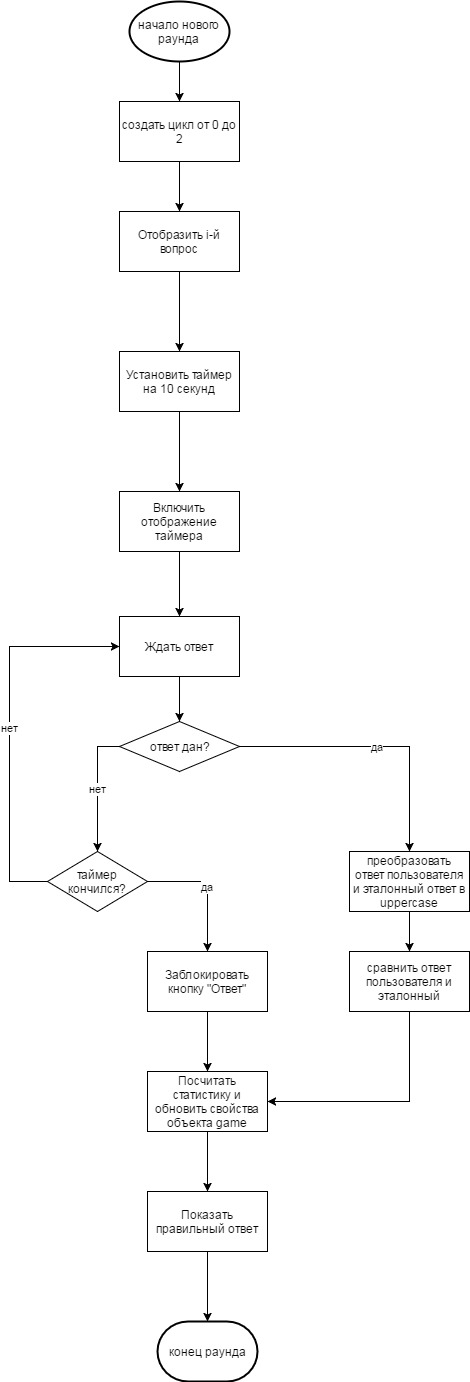 начало нового
раунда
создать цикл от 0 до
2
Отобразить i-й
вопрос
Установить таймер
на 10 секунд
Включить
отображение
таймера
Ждать ответ
нет
ответ дан?
да
нет
таймер
кончился?
да
преобразовать
ответ пользователя
и эталонный ответ в
uppercase
Заблокировать
кнопку "Ответ"
сравнить ответ
пользователя и
эталонный
Посчитать
статистику и
обновить свойства
объекта game
Показать
правильный ответ
конец раунда